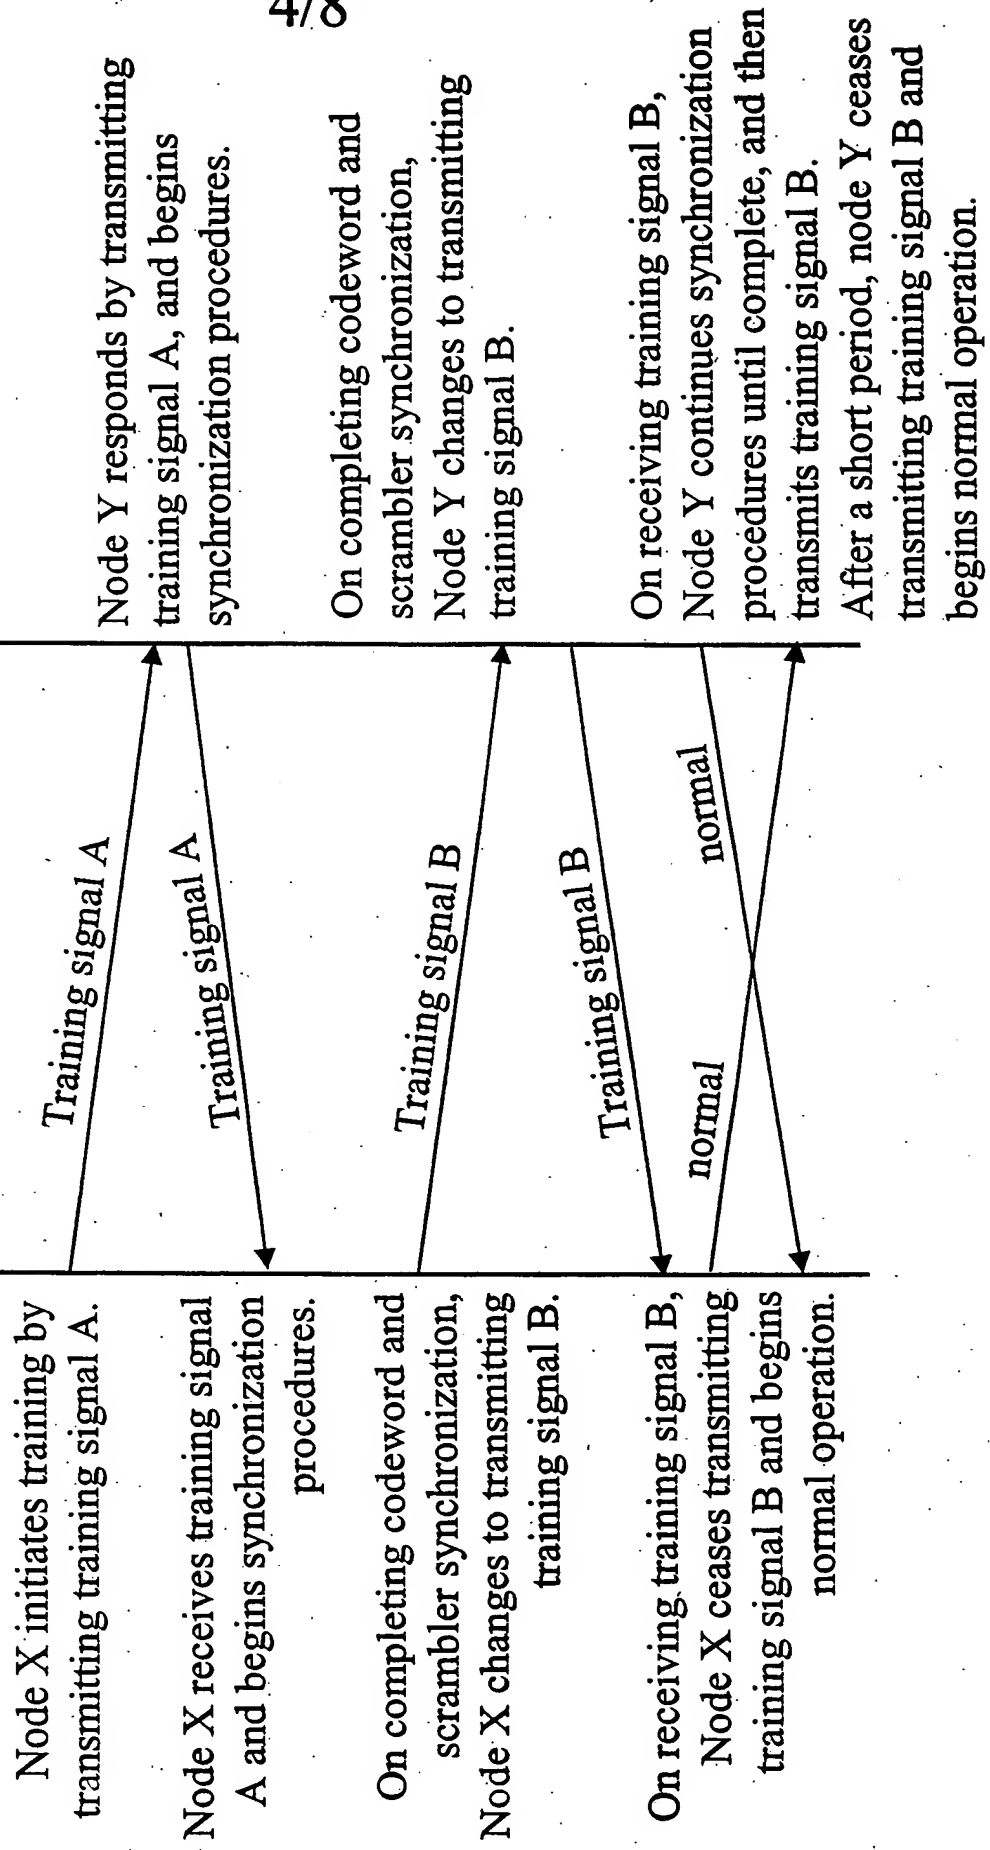 4/8
Node X initiates training by
transmitting training signal A.
Node X receives training signal
A and begins synchronization
procedures.
On completing codeword and
scrambler synchronization,
Node X changes to transmitting
training signal B.
On receiving training signal B,
Node X ceases transmitting
training signal B and begins
normal operation.
Training signal A
Training signal A
Training signal B
Training signal B
normal
normal
Node Y responds by transmitting
training signal A, and begins
synchronization procedures.
On completing codeword and
scrambler synchronization,
Node Y changes to transmitting
training signal B.
On receiving training signal B,
Node Y continues synchronization
procedures until complete, and then
transmits training signal B.
After a short period, node Y ceases
transmitting training signal B and
begins normal operation.